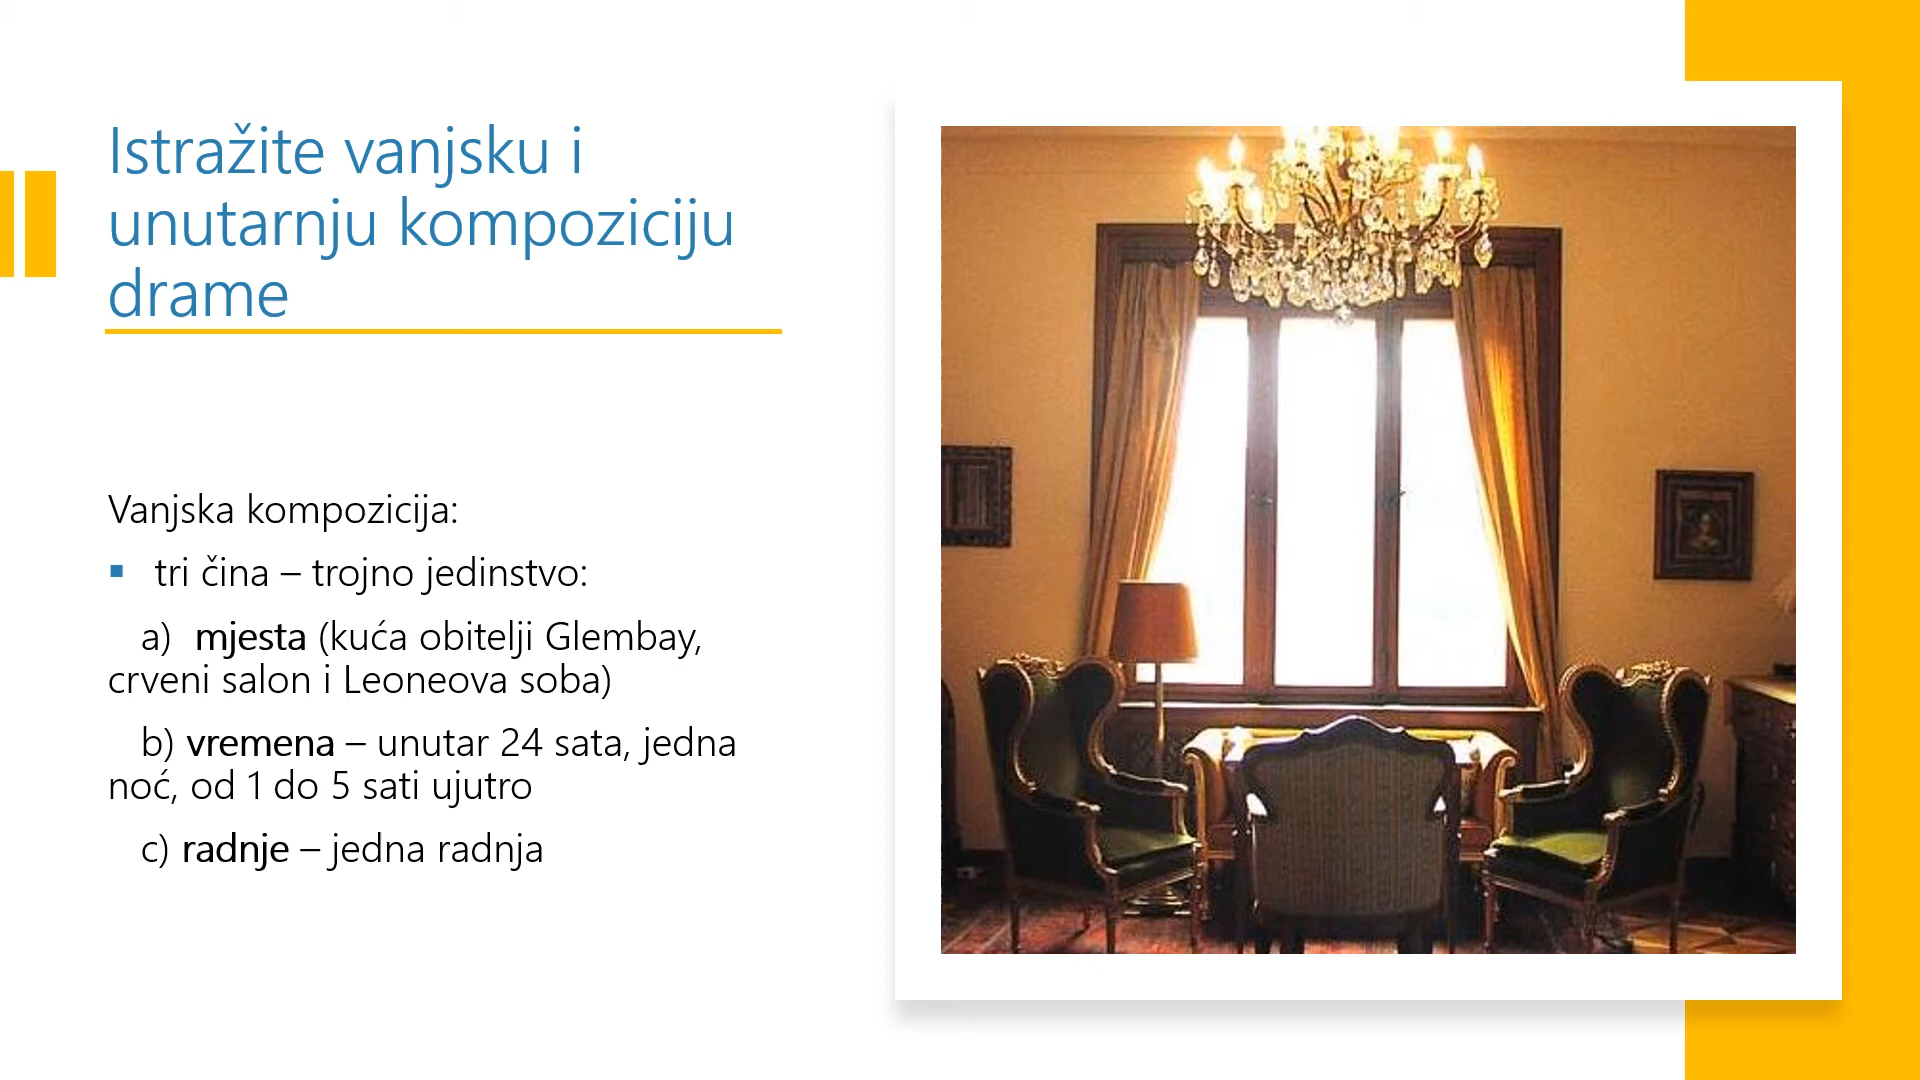 Istražite vanjsku i
unutarnju kompoziciju
drame
Vanjska kompozicija:
▪ tri čina – trojno jedinstvo:
a) mjesta (kuća obitelji Glembay,
crveni salon i Leoneova soba)
b) vremena – unutar 24 sata, jedna
noć, od 1 do 5 sati ujutro
c) radnje – jedna radnja